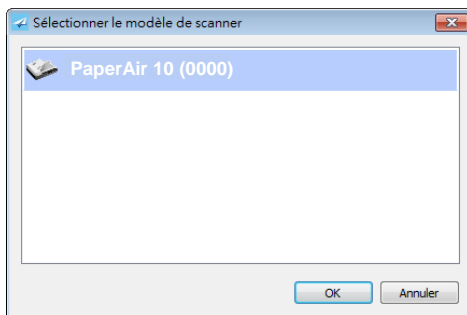 Sélectionner le modèle de scanner
PaperAir 10 (0000)
OK Annuler